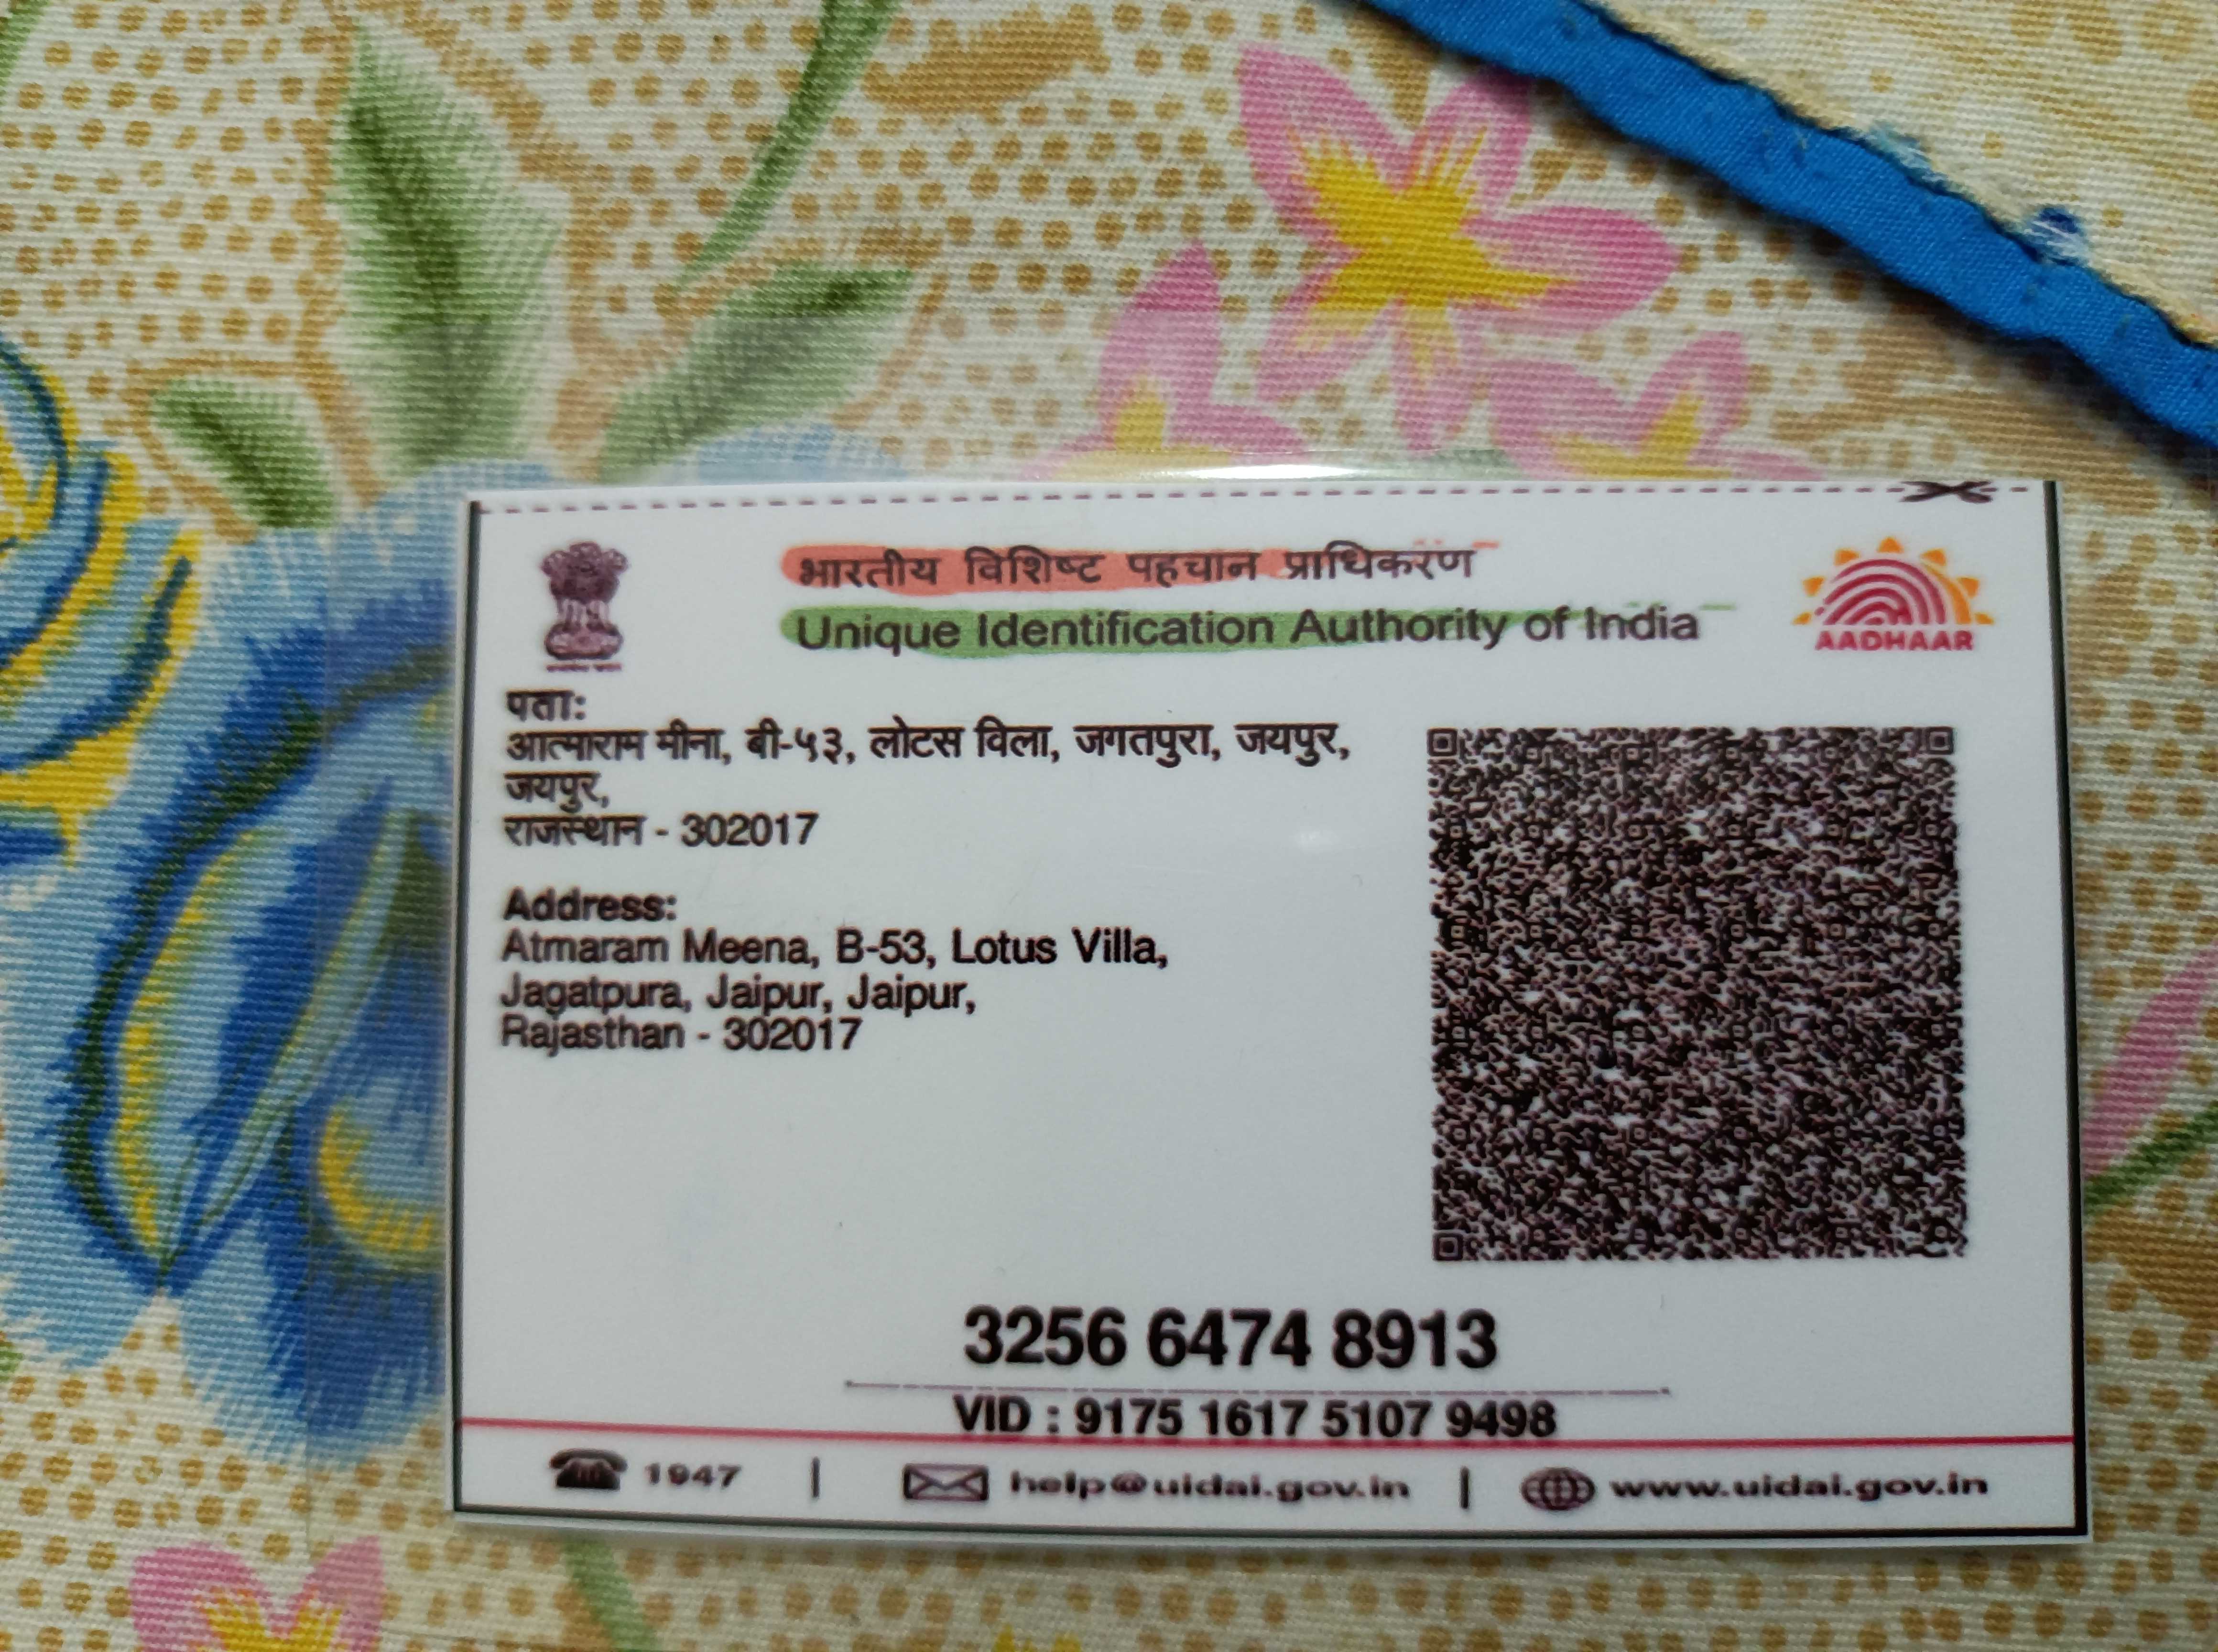 भारतीय विशिष्ट पहचान प्राधिकरण
Unique Identification Authority of India
AADHAAR
पता:
आत्माराम मीना, बी-५३, लोटस विला, जगतपुरा, जयपुर,
जयपुर,
राजस्थान - 302017
Address:
Atmaram Meena, B-53, Lotus Villa,
Jagatpura, Jaipur, Jaipur,
Rajasthan - 302017
3256 6474 8913
VID : 9175 1617 5107 9498
1947 | help@uidai.gov.in | www.uidai.gov.in